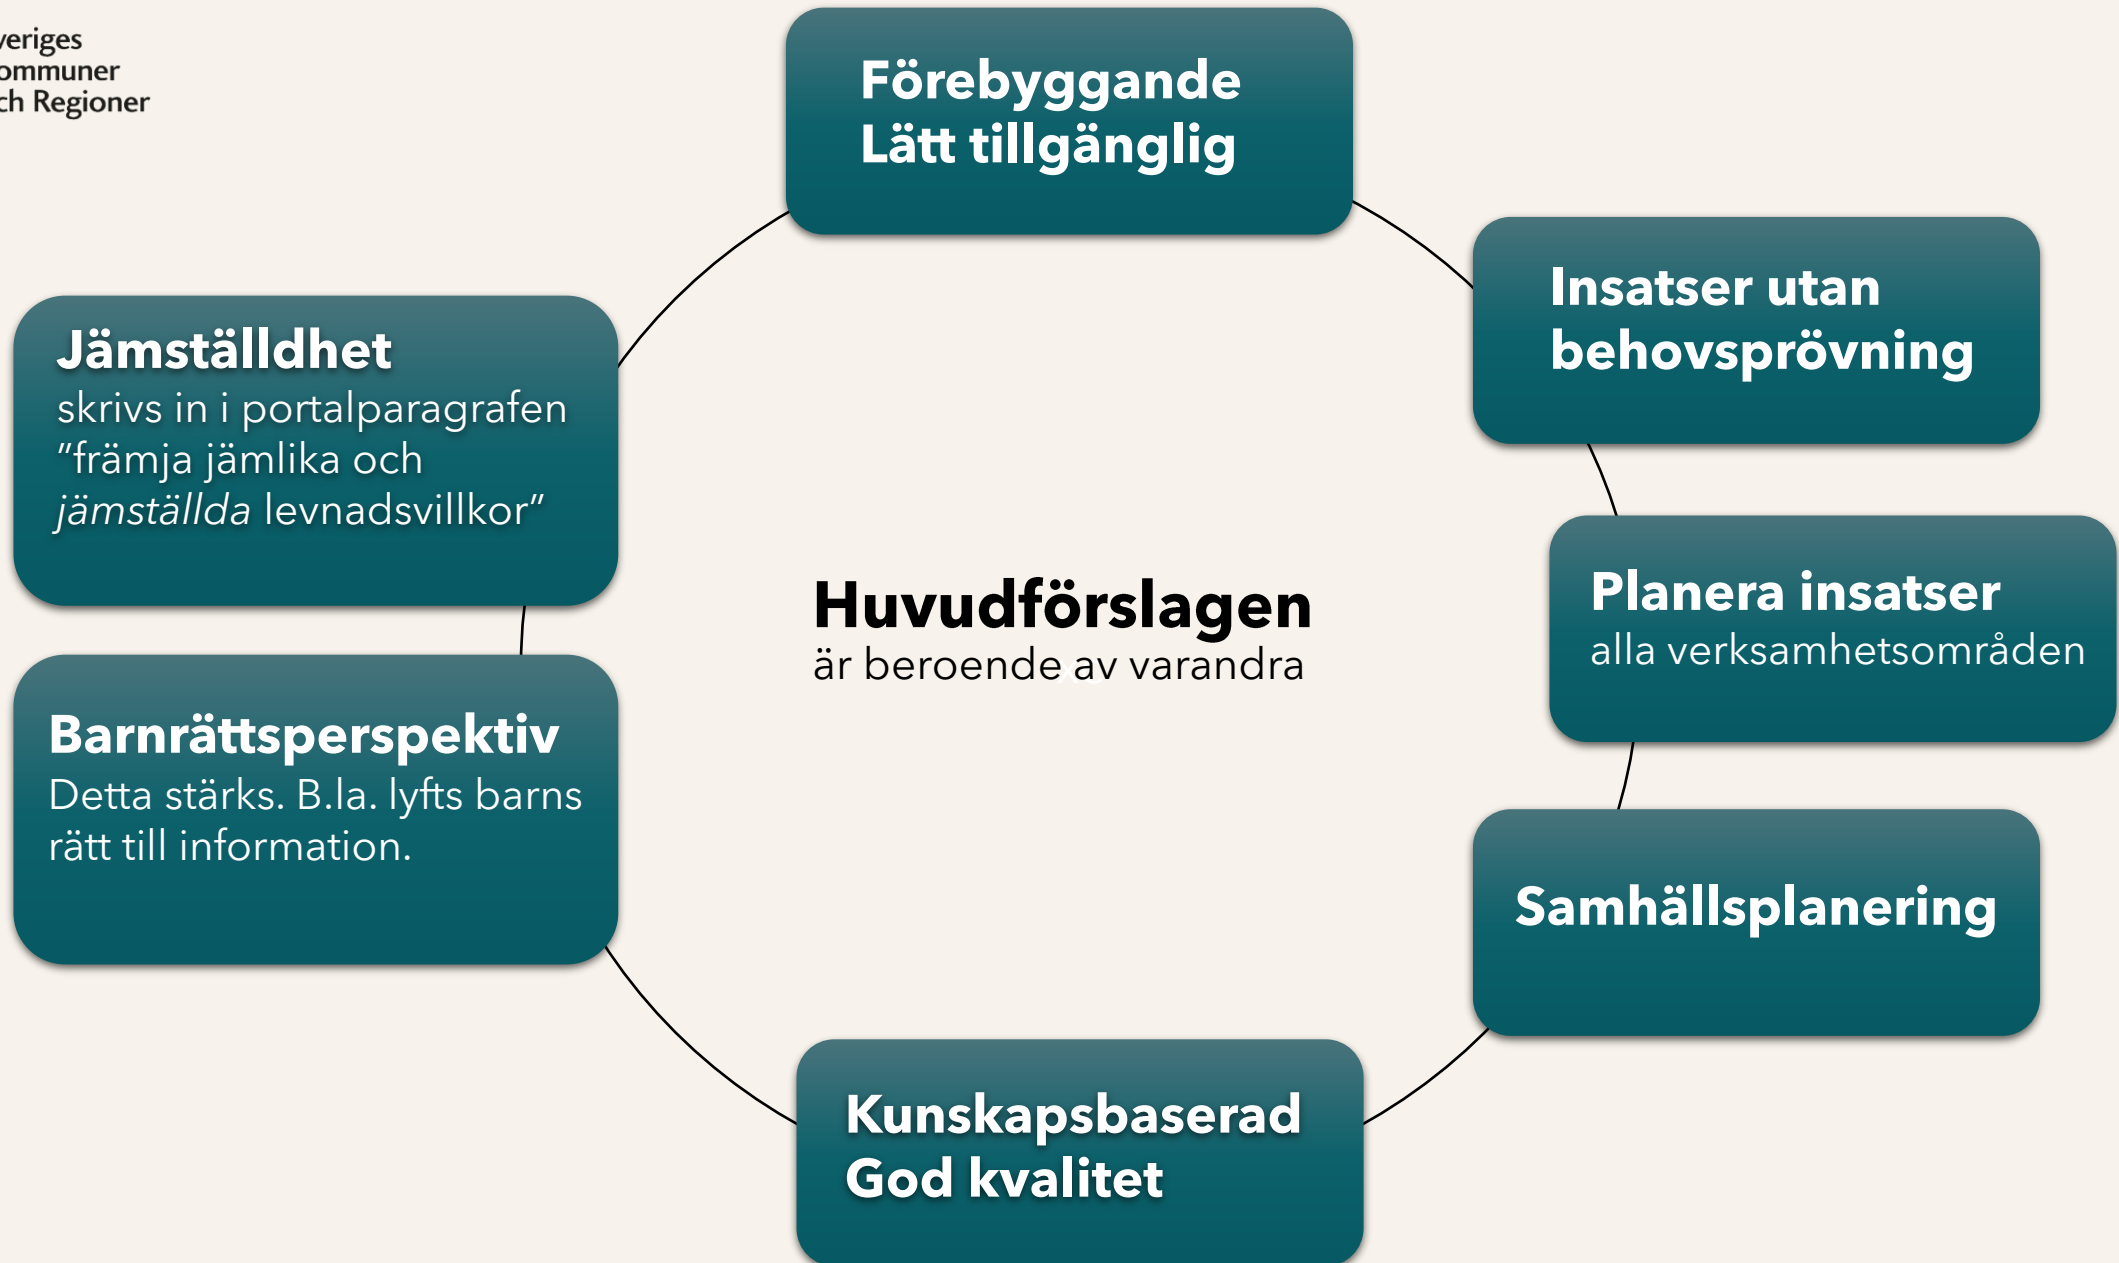 veriges
ommuner
ch Regioner
Förebyggande
Lätt tillgänglig
Insatser utan
behovsprövning
Planera insatser
alla verksamhetsområden
Samhällsplanering
Kunskapsbaserad
God kvalitet
Barnrättsperspektiv
Detta stärks. B.la. lyfts barns
rätt till information.
Jämställdhet
skrivs in i portalparagrafen
"främja jämlika och
jämställda levnadsvillkor"
Huvudförslagen
är beroende av varandra